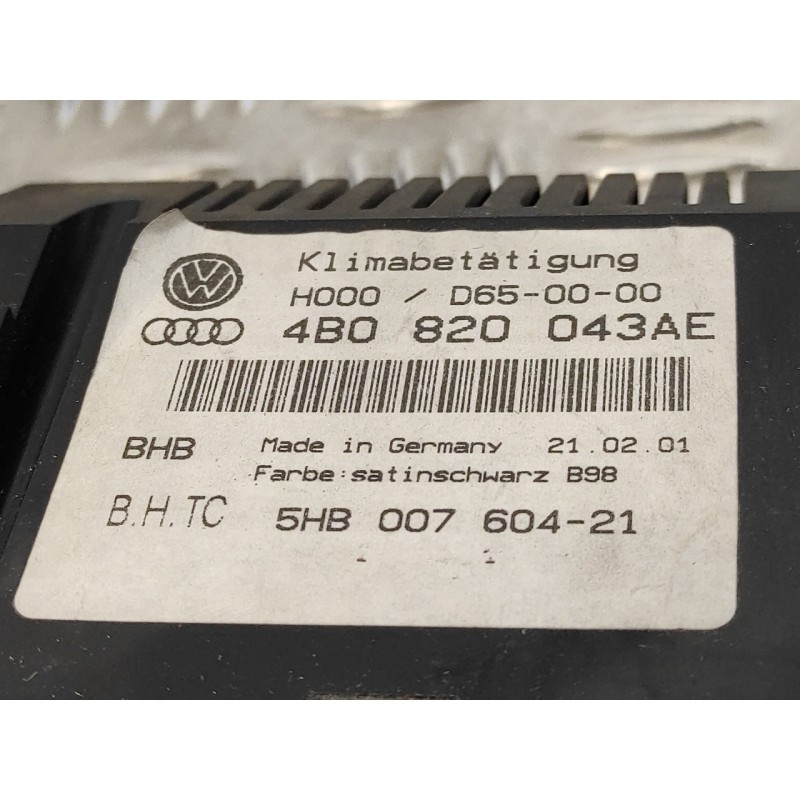 Klimabetätigung
H000 / D65-00-00
4B0 820 043AE
BHB Made in Germany 21.02.01
Farbe:satinschwarz B98
B.H.TC 5HB 007 604-21